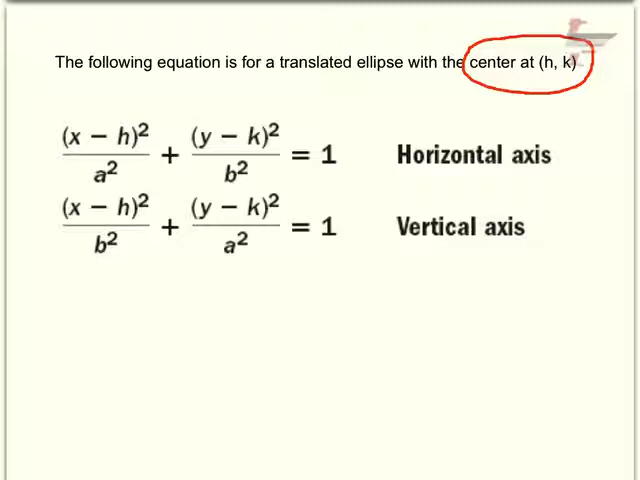 The following equation is for a translated ellipse with the center at (h, k)
(x − h)²/a² + (y − k)²/b² = 1 Horizontal axis
(x − h)²/b² + (y − k)²/a² = 1 Vertical axis